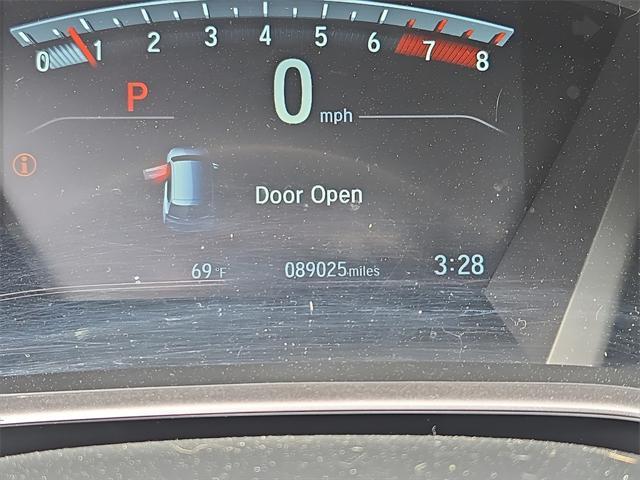 0 1 2 3 4 5 6 7 8
P 0 mph
i
Door Open
69 °F 089025 miles 3:28